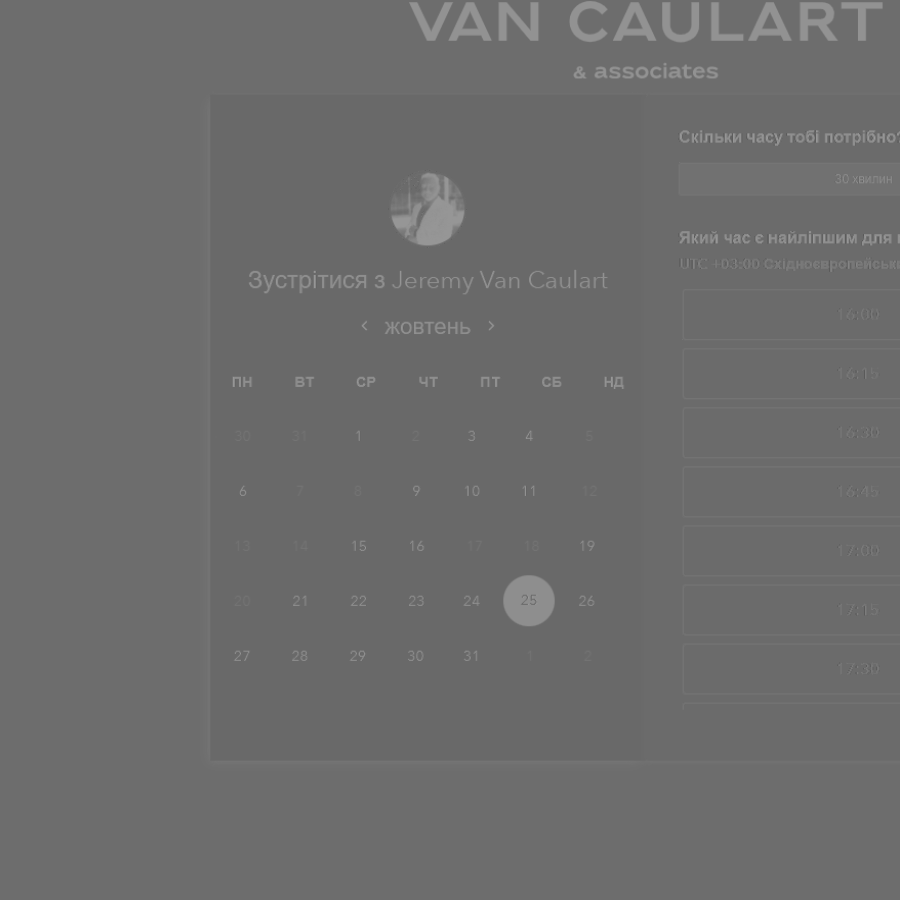 VAN CAULART
& associates
Зустрітися з Jeremy Van Caulart
жовтень
ПН ВТ СР ЧТ ПТ СБ НД
30 31 1 2 3 4 5
6 7 8 9 10 11 12
13 14 15 16 17 18 19
20 21 22 23 24 25 26
27 28 29 30 31 1 2
Скільки часу тобі потрібно?
30 хвилин
Який час є найліпшим для
UTC +03:00
16:00
16:15
16:30
16:45
17:00
17:15
17:30